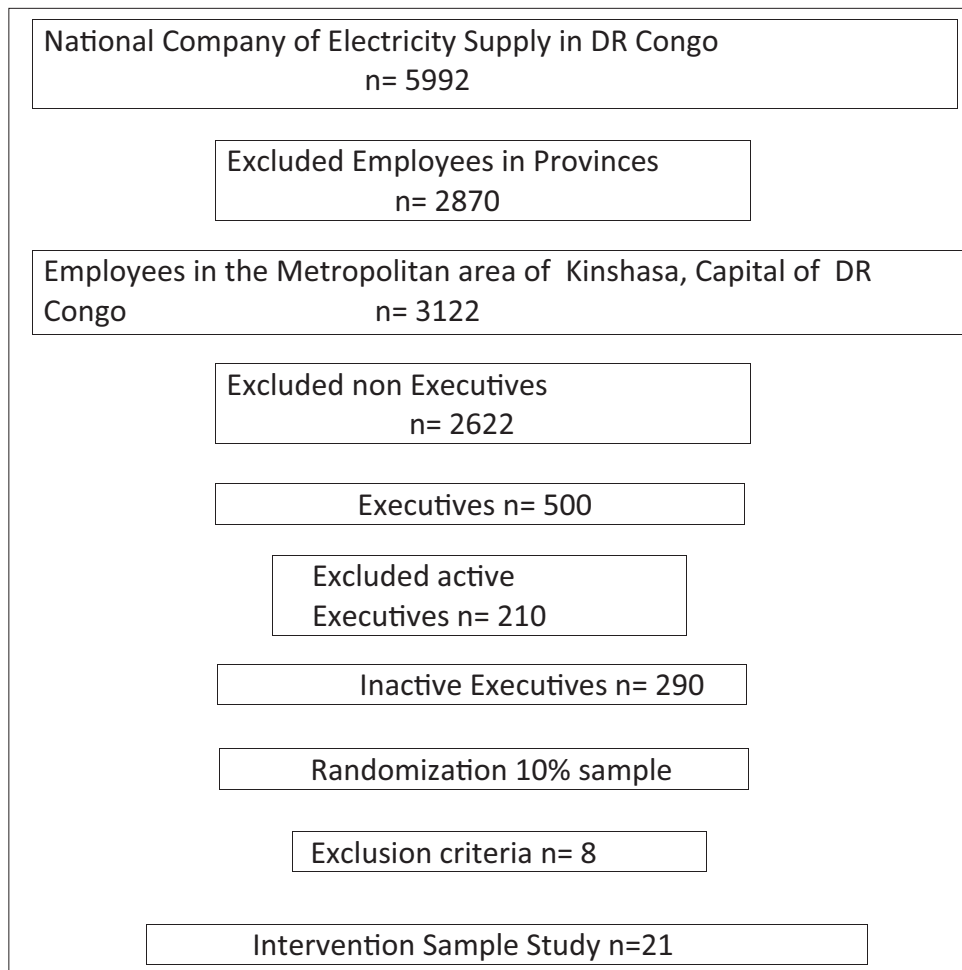 National Company of Electricity Supply in DR Congo
n= 5992
Excluded Employees in Provinces
n= 2870
Employees in the Metropolitan area of Kinshasa, Capital of DR
Congo n= 3122
Excluded non Executives
n= 2622
Executives n= 500
Excluded active
Executives n= 210
Inactive Executives n= 290
Randomization 10% sample
Exclusion criteria n= 8
Intervention Sample Study n=21